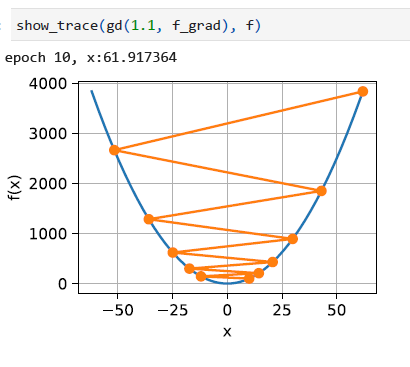 show_trace(gd(1.1, f_grad), f)
epoch 10, x:61.917364
4000
3000
2000
1000
0
f(x)
−50
−25
0
25
50
x